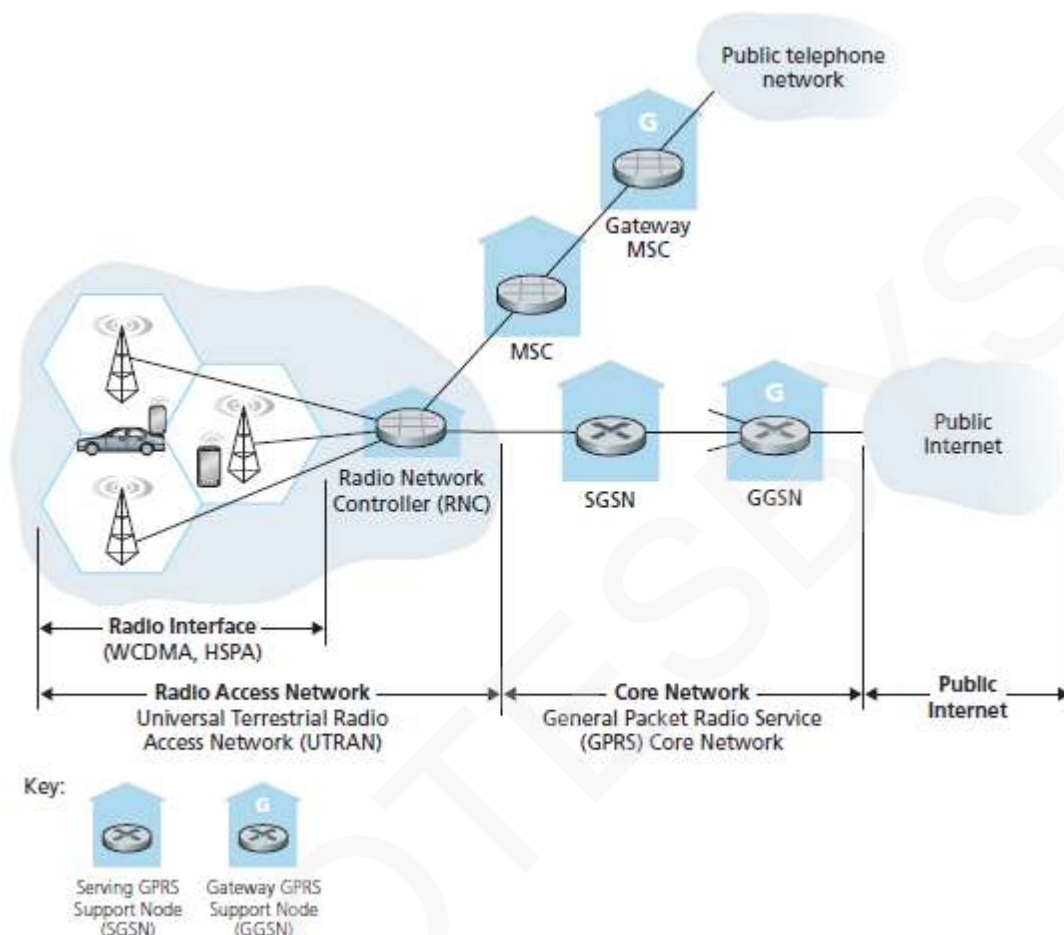 Public telephone
network
G
Gateway
MSC
MSC
G
Public
Internet
SGSN
GGSN
Radio Network
Controller (RNC)
Radio Interface
(WCDMA, HSPA)
Radio Access Network
Universal Terrestrial Radio
Access Network (UTRAN)
Core Network
General Packet Radio Service
(GPRS) Core Network
Public
Internet
Key:
G
Serving GPRS
Support Node
(SGSN)
Gateway GPRS
Support Node
(GGSN)
OTESBYS